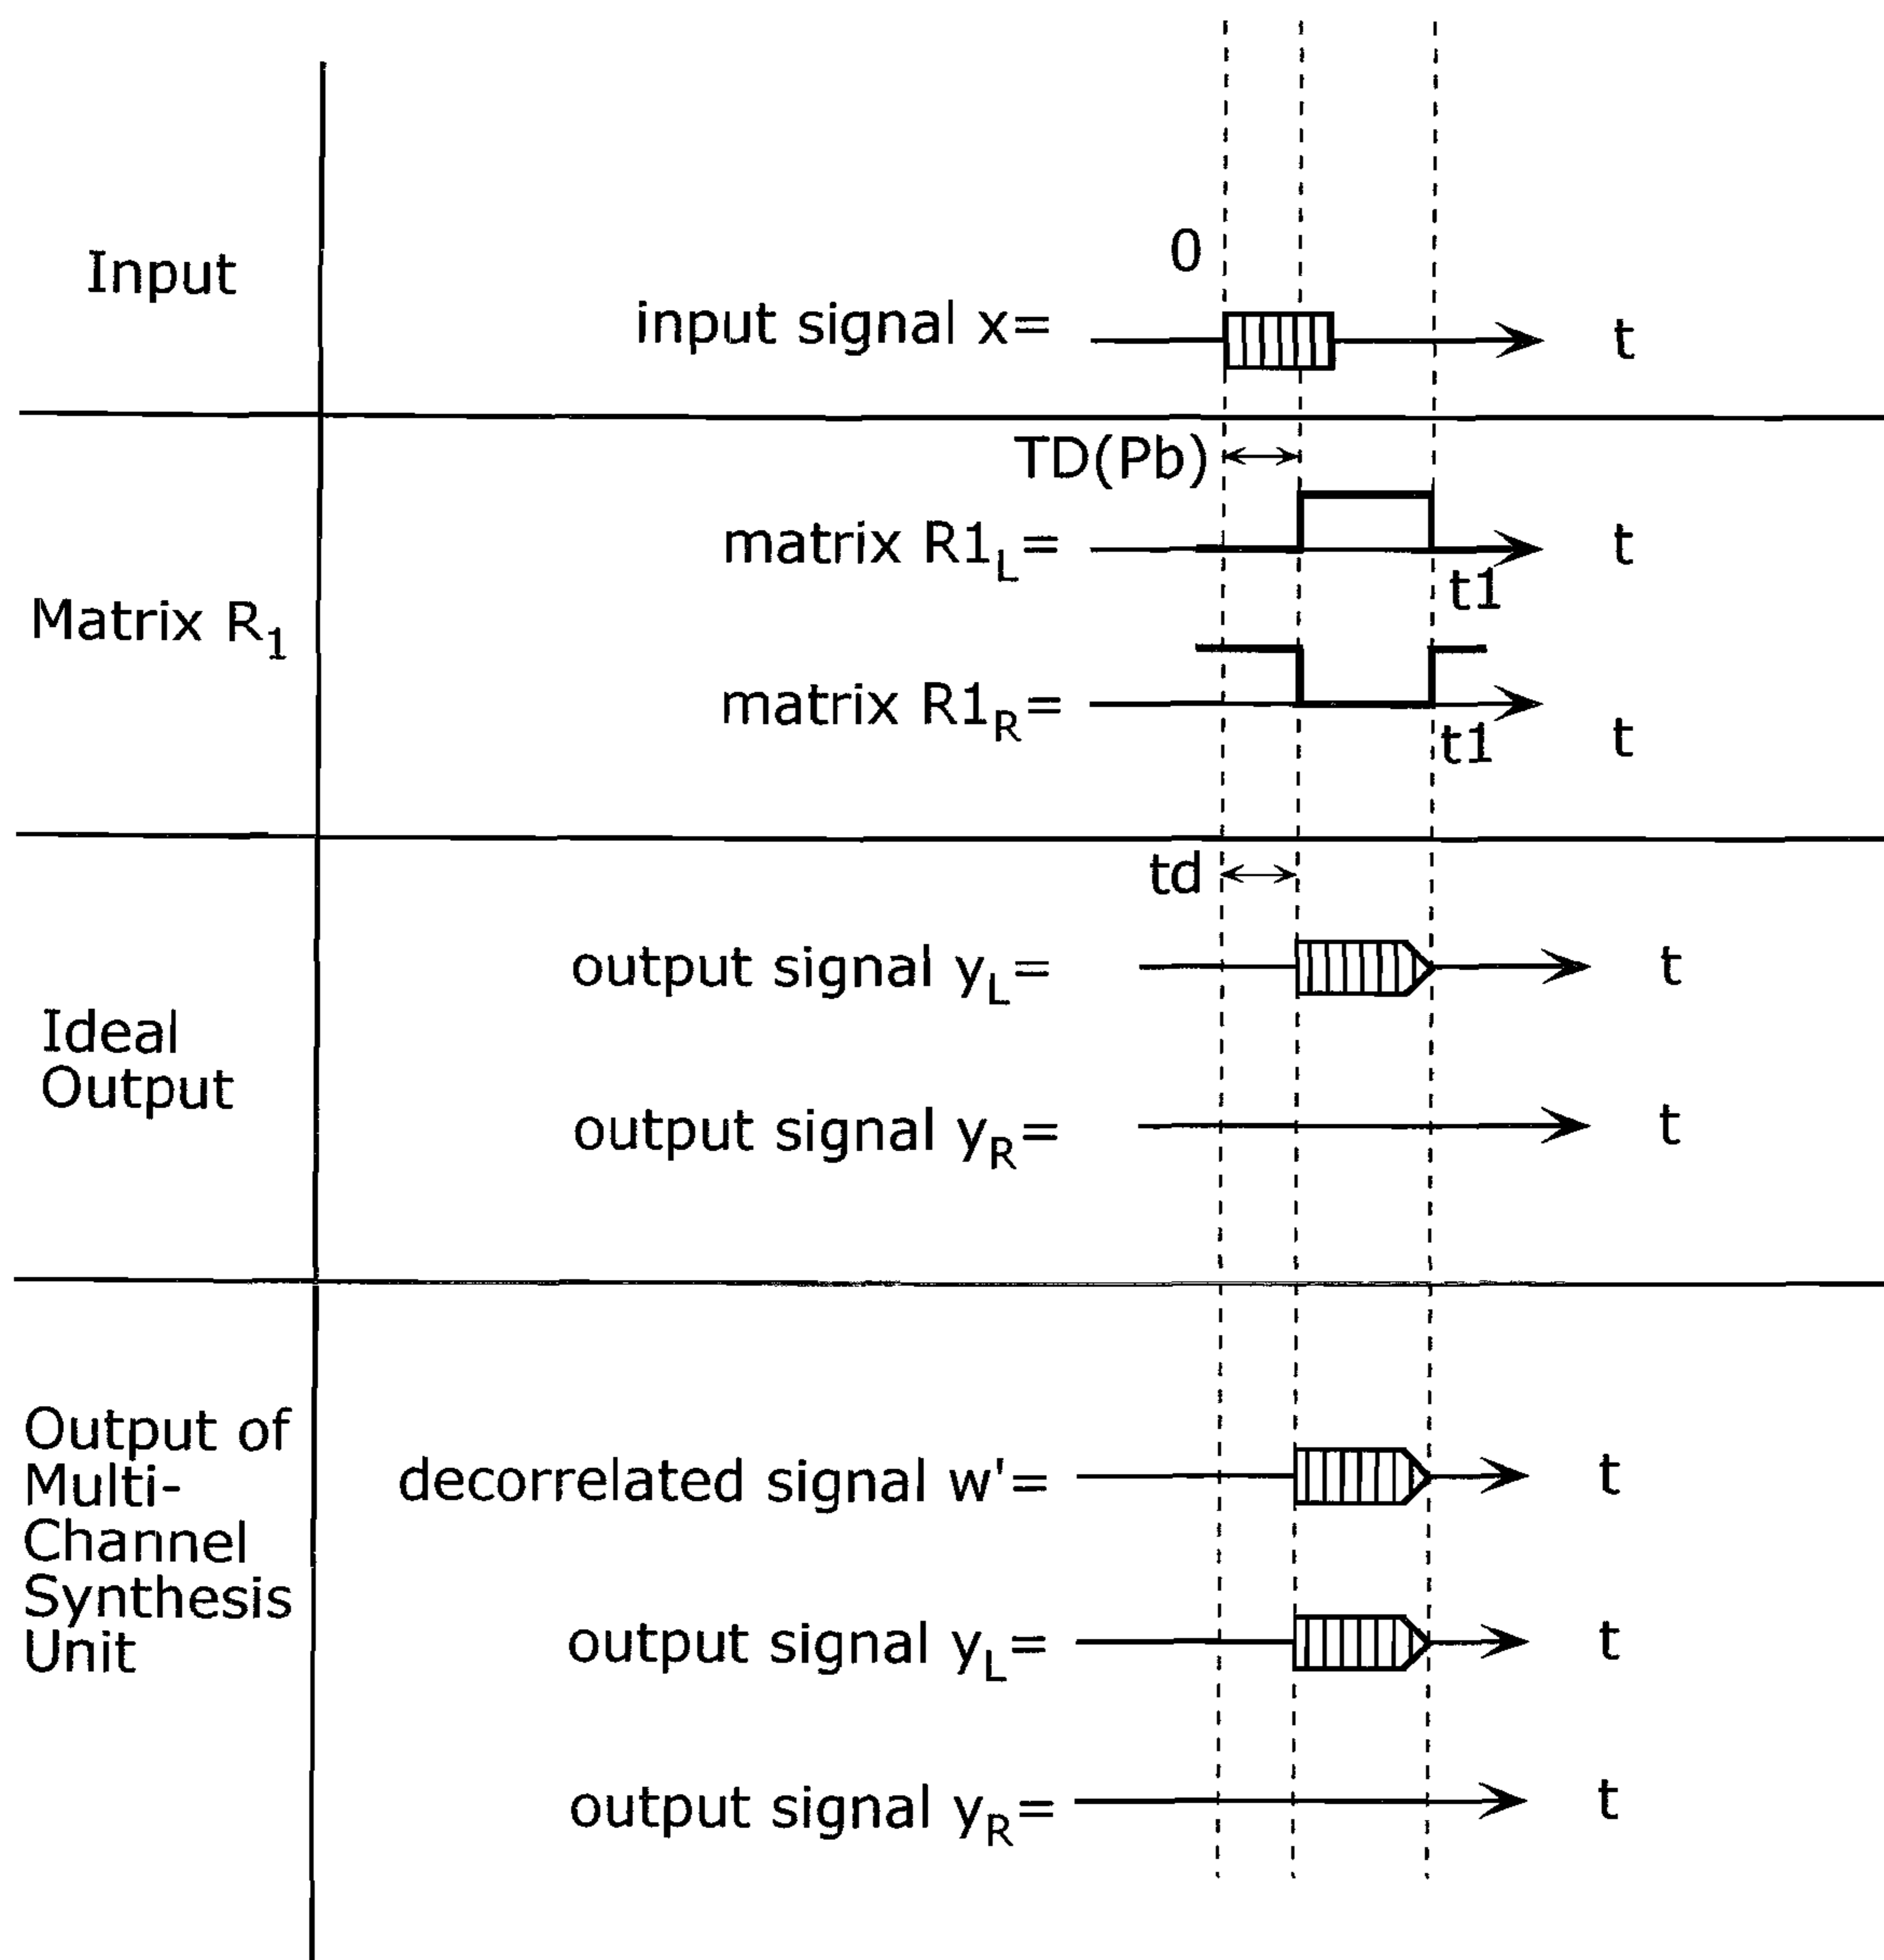 Input
0
input signal x=
t
Matrix R1
TD(Pb)
matrix R1L=
t
t1
matrix R1R=
t
t1
Ideal
Output
td
output signal yL=
t
output signal yR=
t
Output of
Multi-
Channel
Synthesis
Unit
decorrelated signal w'=
t
output signal yL=
t
output signal yR=
t